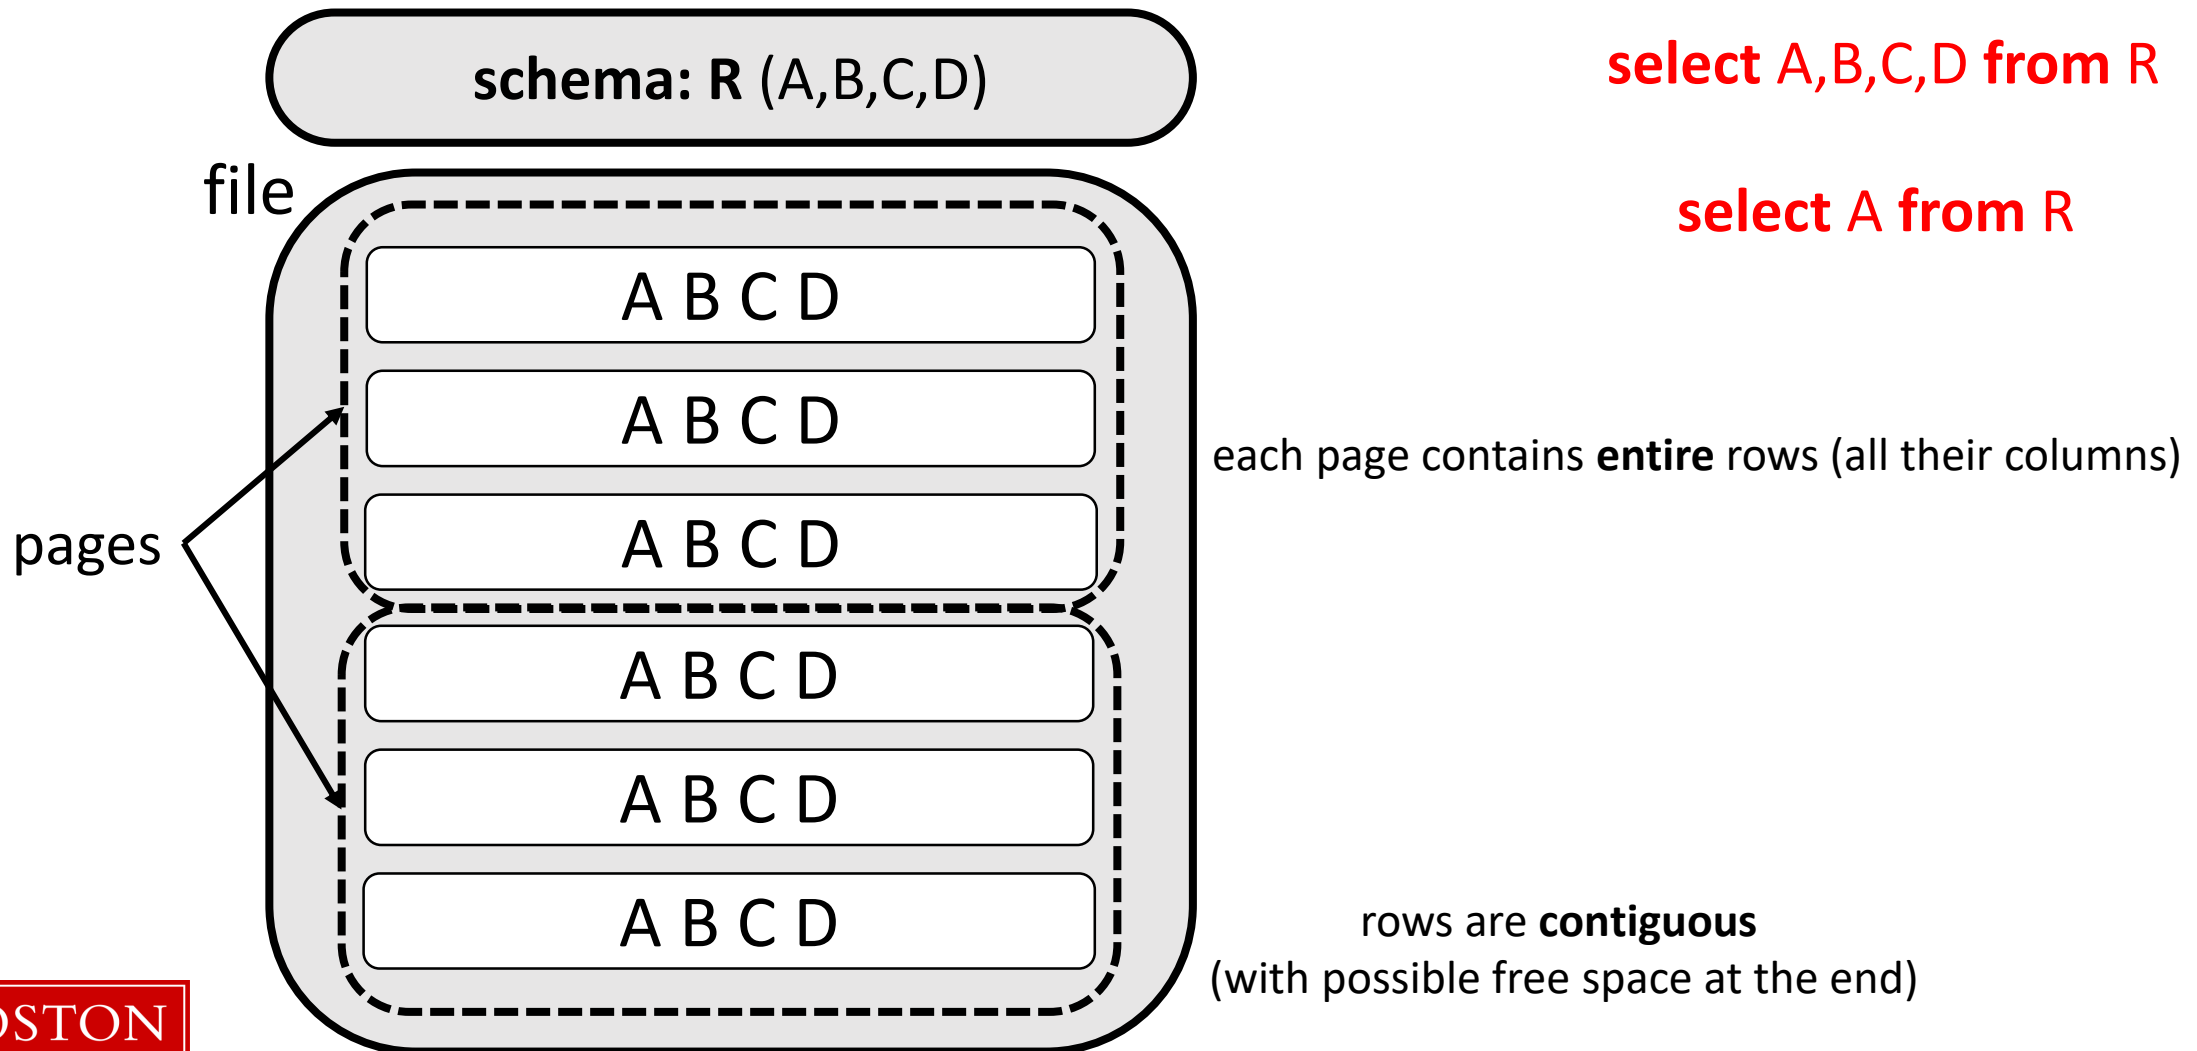 schema: R (A,B,C,D)
select A,B,C,D from R
file
select A from R
A B C D
A B C D
each page contains entire rows (all their columns)
A B C D
pages
A B C D
A B C D
A B C D
rows are contiguous
(with possible free space at the end)